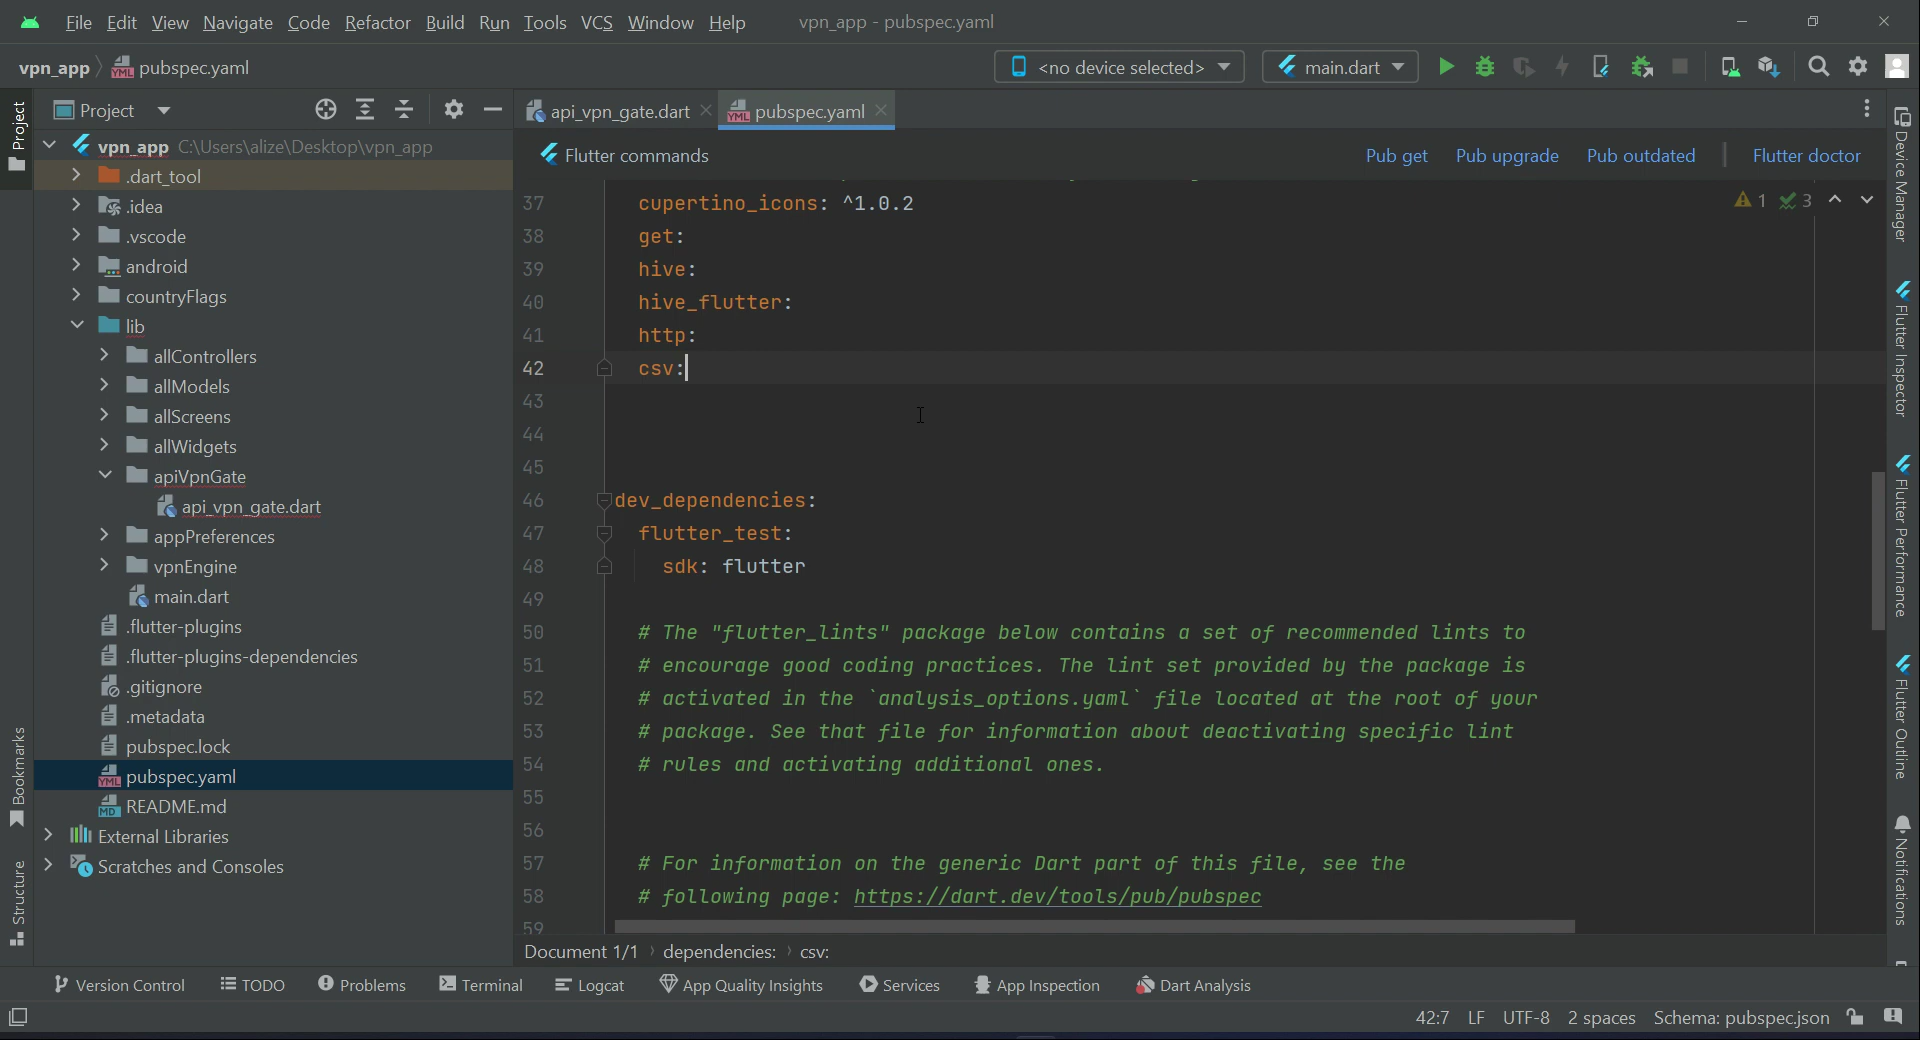 File Edit View Navigate Code Refactor Build Run Tools VCS Window Help vpn_app - pubspec.yaml
vpn_app pubspec.yaml <no device selected> main.dart
Project Project api_vpn_gate.dart pubspec.yaml
vpn_app C:\Users\alize\Desktop\vpn_app
Flutter commands Pub get Pub upgrade Pub outdated Flutter doctor
.dart_tool
.idea
.vscode
android
countryFlags
lib
allControllers
allModels
allScreens
allWidgets
apiVpnGate
api_vpn_gate.dart
appPreferences
vpnEngine
main.dart
.flutter-plugins
.flutter-plugins-dependencies
.gitignore
.metadata
pubspec.lock
pubspec.yaml
README.md
External Libraries
Scratches and Consoles
Bookmarks
Structure
37 cupertino_icons: ^1.0.2
1 3
38 get:
39 hive:
40 hive_flutter:
41 http:
42 csv:
43
44
45
46 dev_dependencies:
47 flutter_test:
48 sdk: flutter
49
50 # The "flutter_lints" package below contains a set of recommended lints to
51 # encourage good coding practices. The lint set provided by the package is
52 # activated in the `analysis_options.yaml` file located at the root of your
53 # package. See that file for information about deactivating specific lint
54 # rules and activating additional ones.
55
56
57 # For information on the generic Dart part of this file, see the
58 # following page: https://dart.dev/tools/pub/pubspec
59
Document 1/1 dependencies: csv:
Device Manager
Flutter Inspector
Flutter Performance
Flutter Outline
Notifications
Version Control TODO Problems Terminal Logcat App Quality Insights Services App Inspection Dart Analysis
42:7 LF UTF-8 2 spaces Schema: pubspec.json